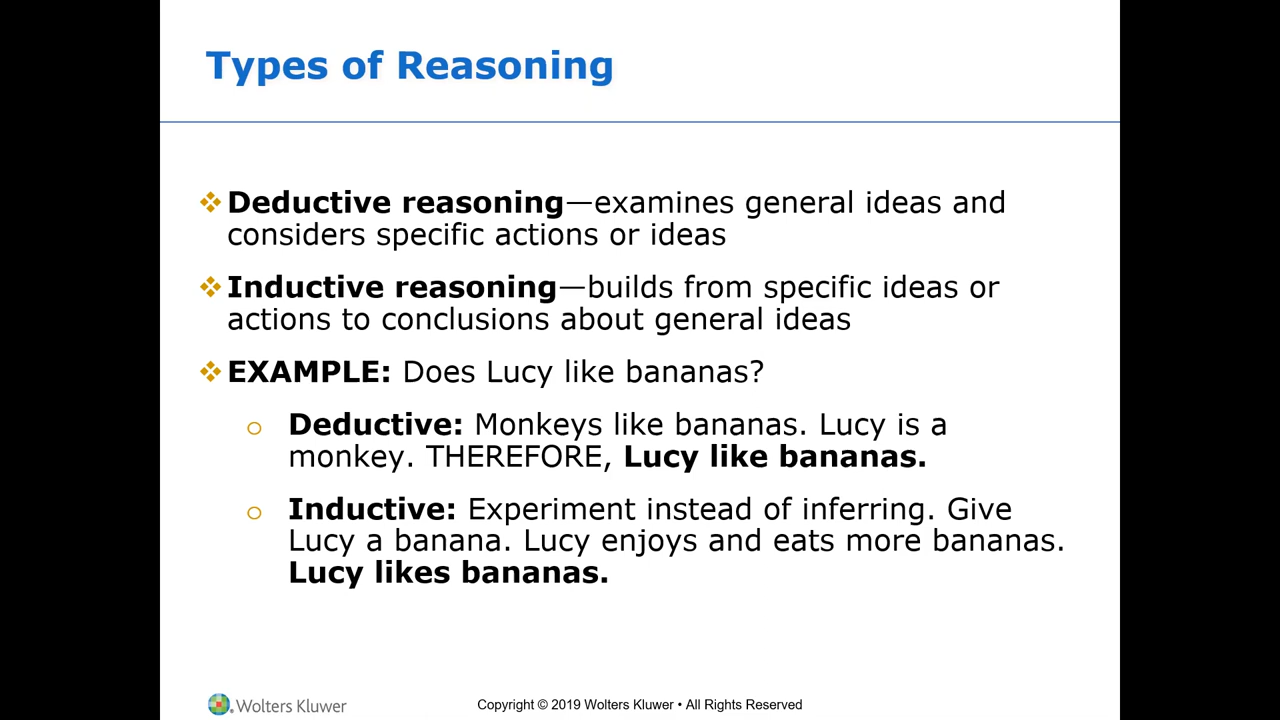 Types of Reasoning
❖Deductive reasoning—examines general ideas and
considers specific actions or ideas
❖Inductive reasoning—builds from specific ideas or
actions to conclusions about general ideas
❖EXAMPLE: Does Lucy like bananas?
o Deductive: Monkeys like bananas. Lucy is a
monkey. THEREFORE, Lucy like bananas.
o Inductive: Experiment instead of inferring. Give
Lucy a banana. Lucy enjoys and eats more bananas.
Lucy likes bananas.
Wolters Kluwer
Copyright © 2019 Wolters Kluwer • All Rights Reserved